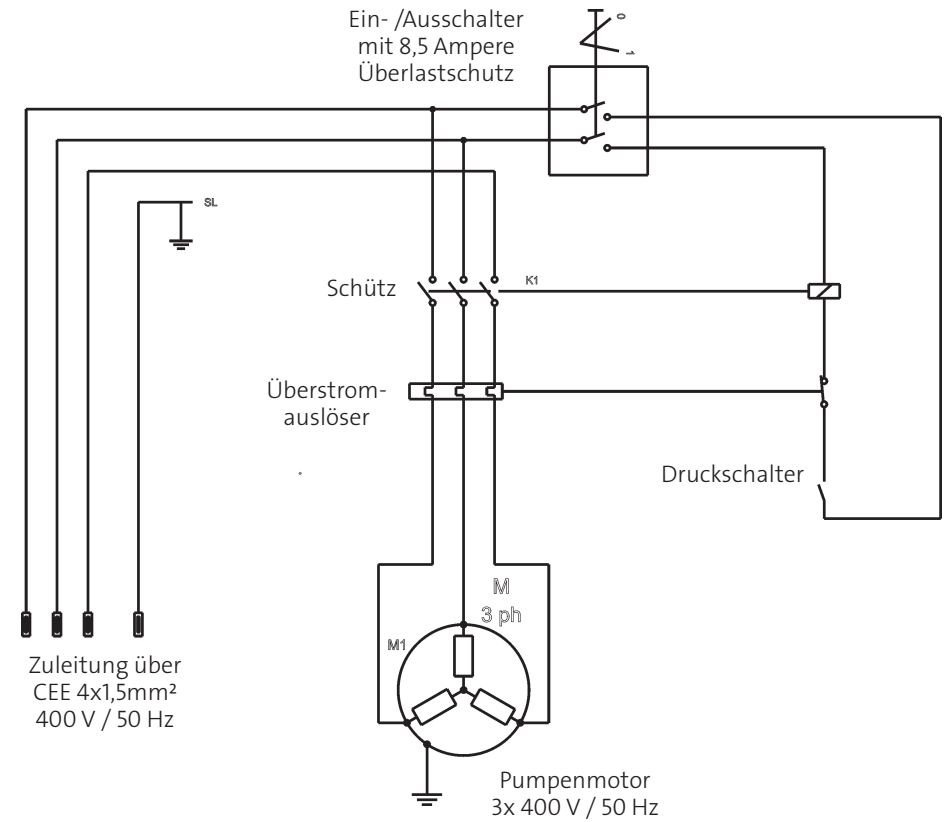 Ein- /Ausschalter
mit 8,5 Ampere
Überlastschutz
0
1
SL
Schütz
K1
Überstrom-
auslöser
Druckschalter
M
3 ph
M1
Zuleitung über
CEE 4x1,5mm²
400 V / 50 Hz
Pumpenmotor
3x 400 V / 50 Hz